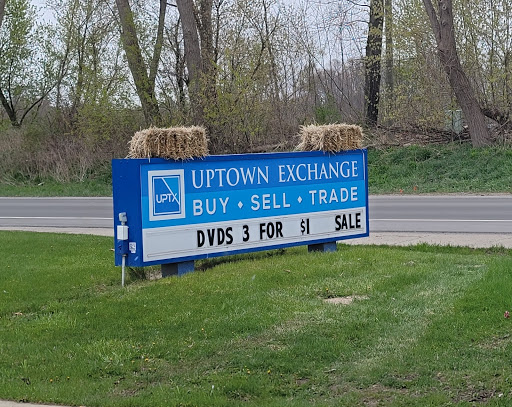 UPTX
UPTOWN EXCHANGE
BUY • SELL • TRADE
DVDS 3 FOR $1 SALE